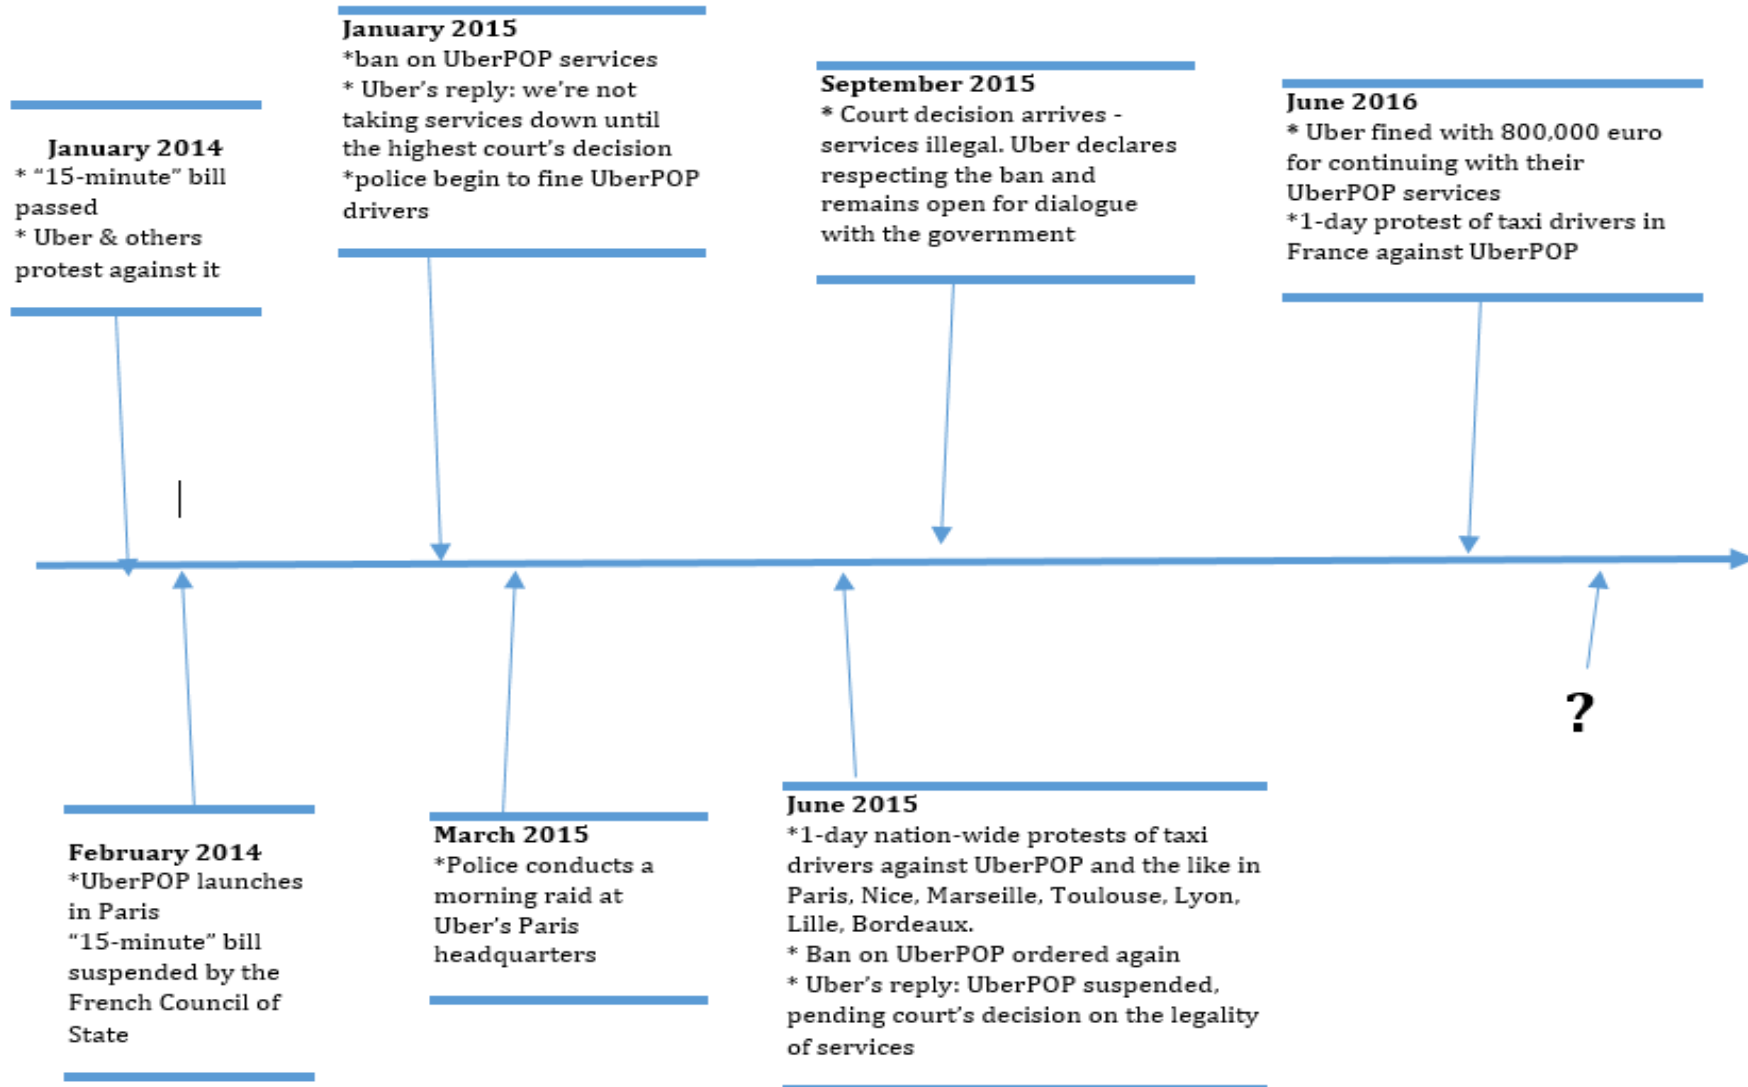 January 2014
* “15-minute” bill
passed
* Uber & others
protest against it
February 2014
*UberPOP launches
in Paris
“15-minute” bill
suspended by the
French Council of
State
January 2015
*ban on UberPOP services
* Uber’s reply: we’re not
taking services down until
the highest court’s decision
*police begin to fine UberPOP
drivers
March 2015
*Police conducts a
morning raid at
Uber’s Paris
headquarters
June 2015
*1-day nation-wide protests of taxi
drivers against UberPOP and the like in
Paris, Nice, Marseille, Toulouse, Lyon,
Lille, Bordeaux.
* Ban on UberPOP ordered again
* Uber’s reply: UberPOP suspended,
pending court’s decision on the legality
of services
September 2015
* Court decision arrives -
services illegal. Uber declares
respecting the ban and
remains open for dialogue
with the government
June 2016
* Uber fined with 800,000 euro
for continuing with their
UberPOP services
*1-day protest of taxi drivers in
France against UberPOP
?